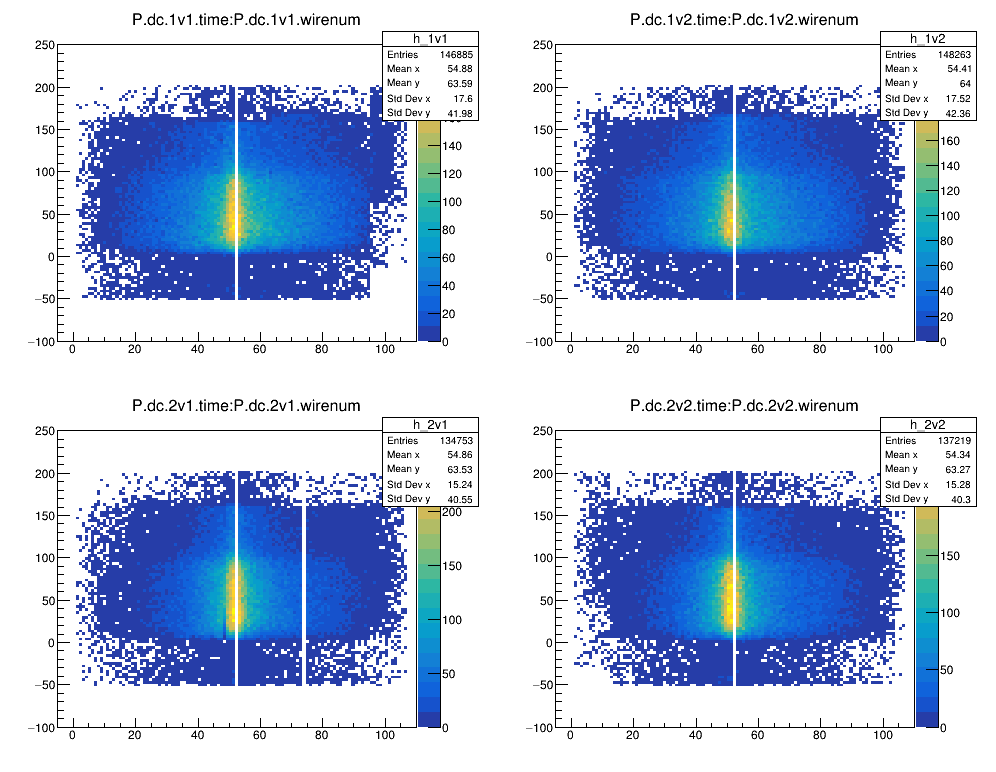 P.dc.1v1.time:P.dc.1v1.wirenum
h_1v1
Entries 146885
Mean x 54.88
Mean y 63.59
Std Dev x 17.6
Std Dev y 41.98
250
200
150
100
50
0
−50
−100
0 20 40 60 80 100
140
120
100
80
60
40
20
0
P.dc.1v2.time:P.dc.1v2.wirenum
h_1v2
Entries 148263
Mean x 54.41
Mean y 64
Std Dev x 17.52
Std Dev y 42.36
250
200
150
100
50
0
−50
−100
0 20 40 60 80 100
160
140
120
100
80
60
40
20
0
P.dc.2v1.time:P.dc.2v1.wirenum
h_2v1
Entries 134753
Mean x 54.86
Mean y 63.53
Std Dev x 15.24
Std Dev y 40.55
250
200
150
100
50
0
−50
−100
0 20 40 60 80 100
200
150
100
50
0
P.dc.2v2.time:P.dc.2v2.wirenum
h_2v2
Entries 137219
Mean x 54.34
Mean y 63.27
Std Dev x 15.28
Std Dev y 40.3
250
200
150
100
50
0
−50
−100
0 20 40 60 80 100
150
100
50
0